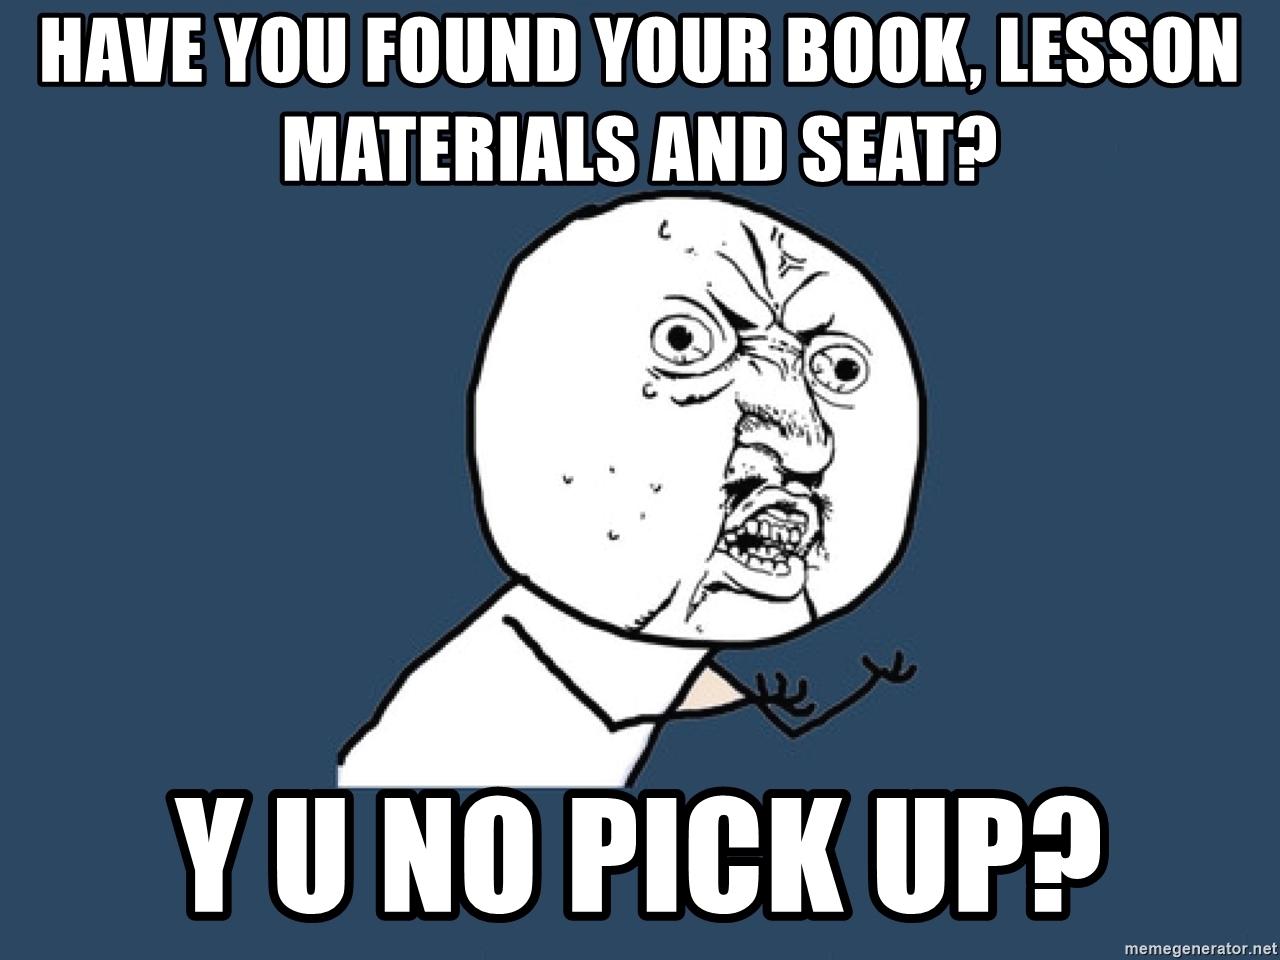 HAVE YOU FOUND YOUR BOOK, LESSON
MATERIALS AND SEAT?
Y U NO PICK UP?
memegenerator.net